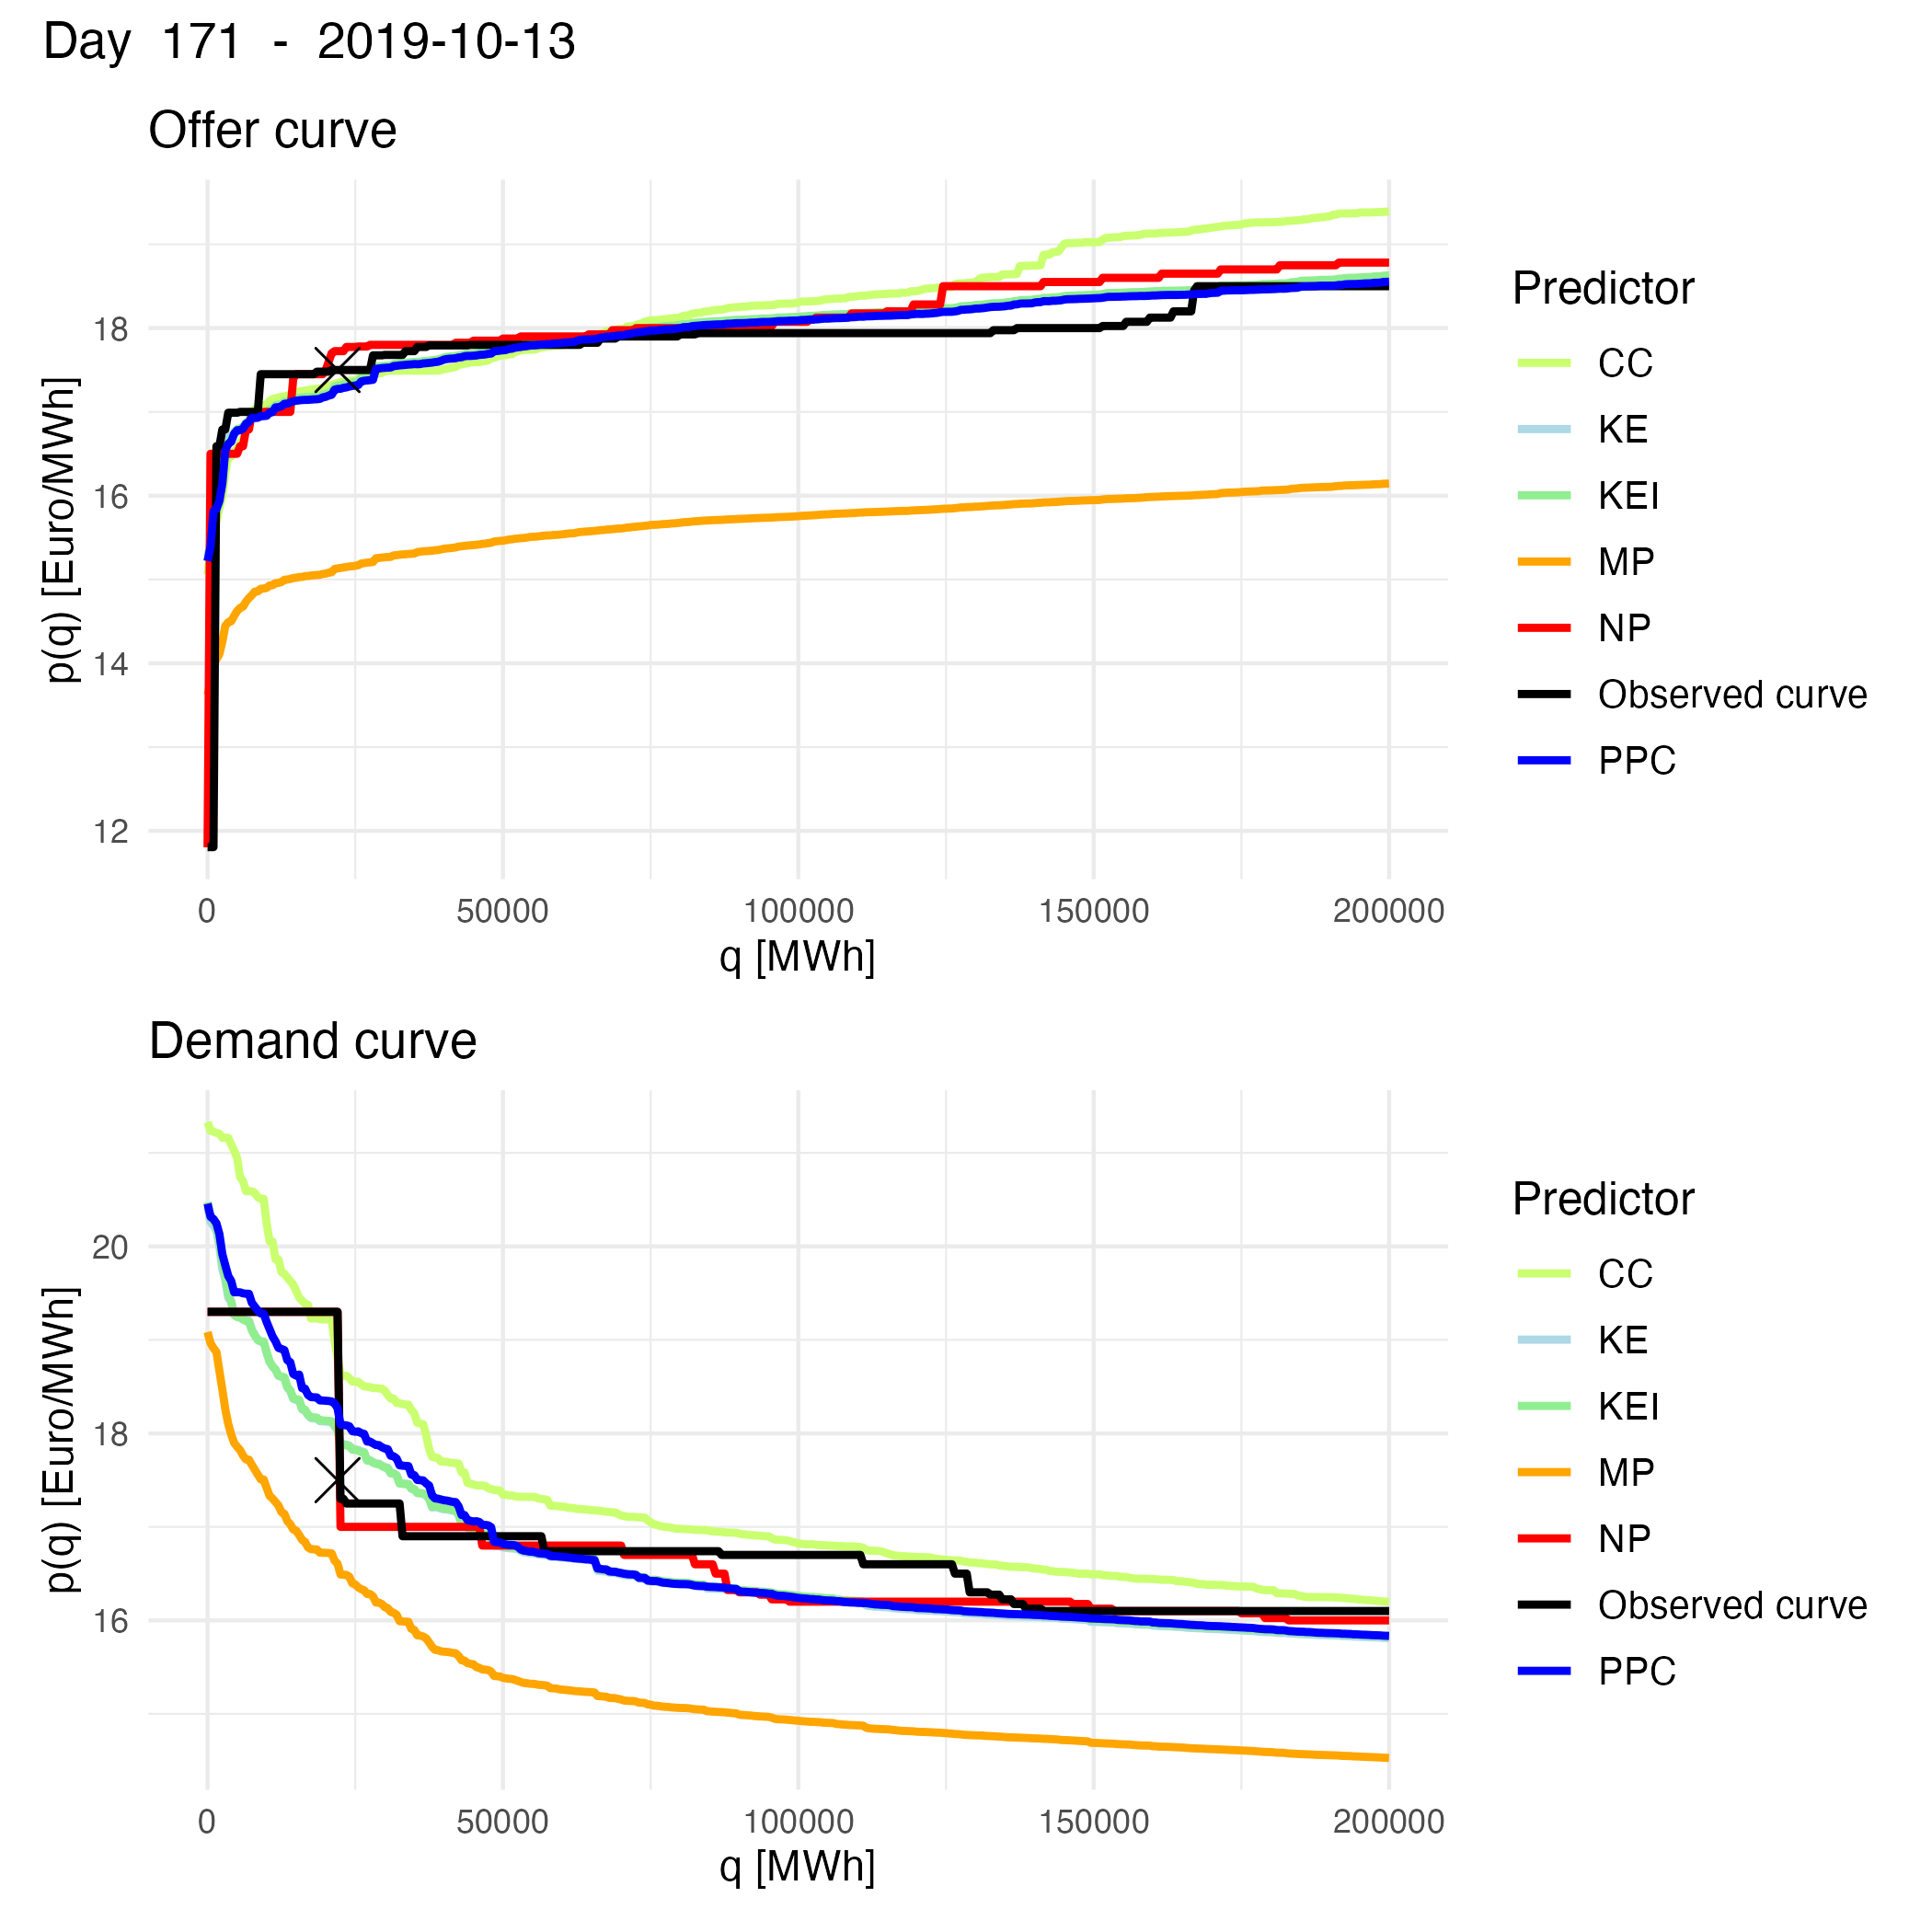 Day 171 - 2019-10-13
Offer curve
p(q) [Euro/MWh]
18
16
14
12
0 50000 100000 150000 200000
q [MWh]
Predictor
CC
KE
KEI
MP
NP
Observed curve
PPC
Demand curve
p(q) [Euro/MWh]
20
18
16
0 50000 100000 150000 200000
q [MWh]
Predictor
CC
KE
KEI
MP
NP
Observed curve
PPC